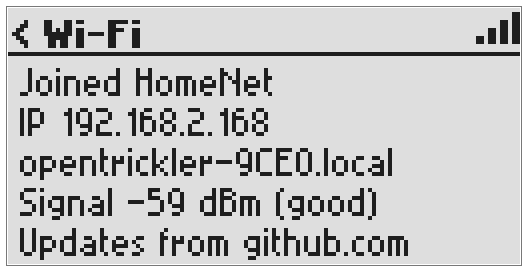 < Wi-Fi
Joined HomeNet
IP 192.168.2.168
opentrickler-9CE0.local
Signal -59 dBm (good)
Updates from github.com